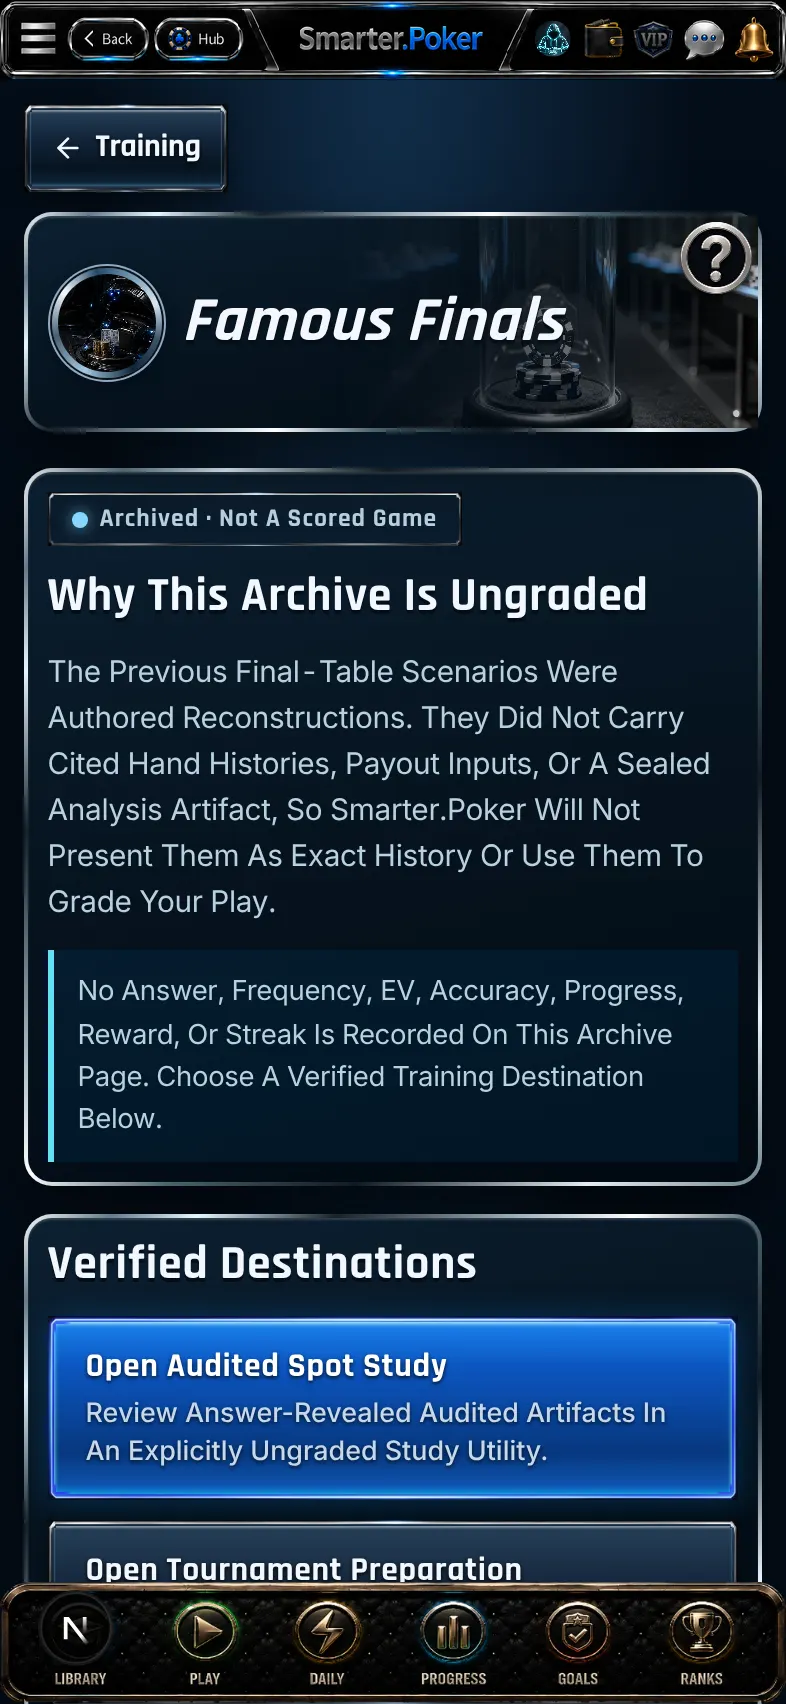 Back
Hub
Smarter.Poker
VIP
← Training
Famous Finals
?
Archived · Not A Scored Game
Why This Archive Is Ungraded
The Previous Final-Table Scenarios Were
Authored Reconstructions. They Did Not Carry
Cited Hand Histories, Payout Inputs, Or A Sealed
Analysis Artifact, So Smarter.Poker Will Not
Present Them As Exact History Or Use Them To
Grade Your Play.
No Answer, Frequency, EV, Accuracy, Progress,
Reward, Or Streak Is Recorded On This Archive
Page. Choose A Verified Training Destination
Below.
Verified Destinations
Open Audited Spot Study
Review Answer-Revealed Audited Artifacts In
An Explicitly Ungraded Study Utility.
Open Tournament Preparation
N
LIBRARY
PLAY
DAILY
PROGRESS
GOALS
RANKS